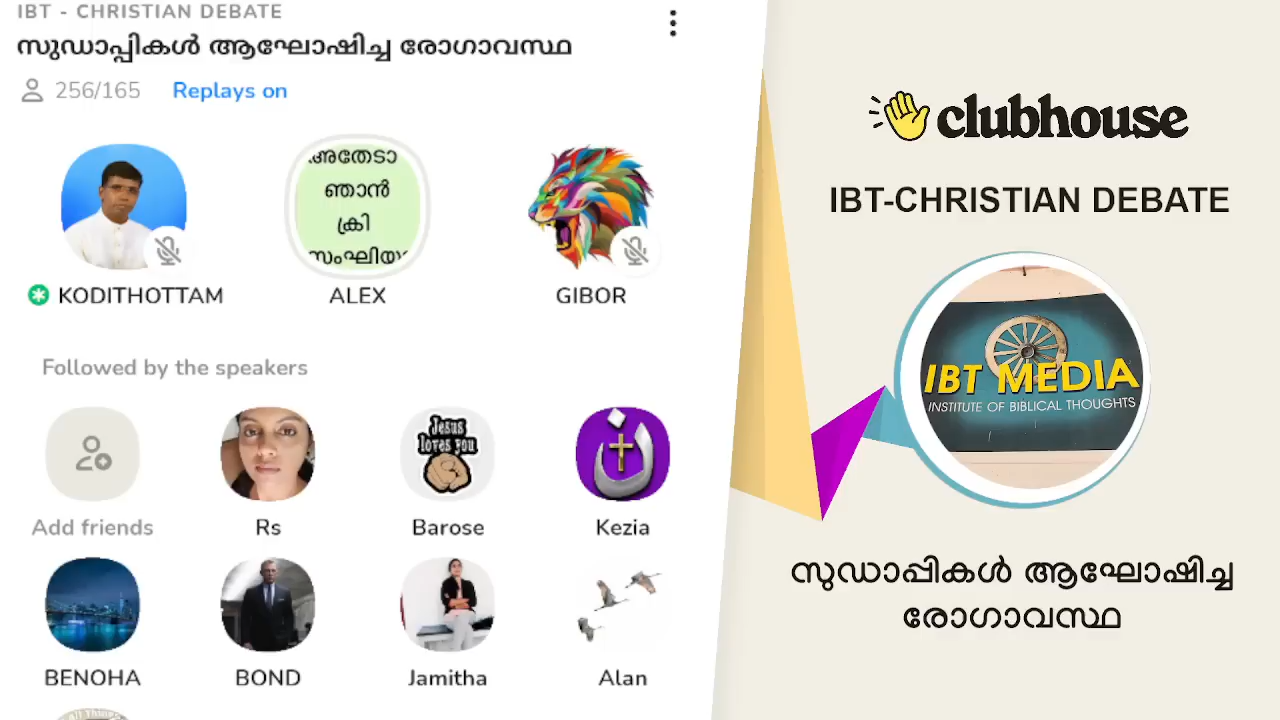 IBT - CHRISTIAN DEBATE
സുഡാപ്പികൾ ആഘോഷിച്ച രോഗാവസ്ഥ
256/165 Replays on
അതേടാ
ഞാൻ
ക്രി
സംഘിയാ
KODITHOTTAM
ALEX
GIBOR
Followed by the speakers
Jesus
loves you
Add friends
Rs
Barose
Kezia
BENOHA
BOND
Jamitha
Alan
All Things
clubhouse
IBT-CHRISTIAN DEBATE
IBT MEDIA
INSTITUTE OF BIBLICAL THOUGHTS
സുഡാപ്പികൾ ആഘോഷിച്ച
രോഗാവസ്ഥ